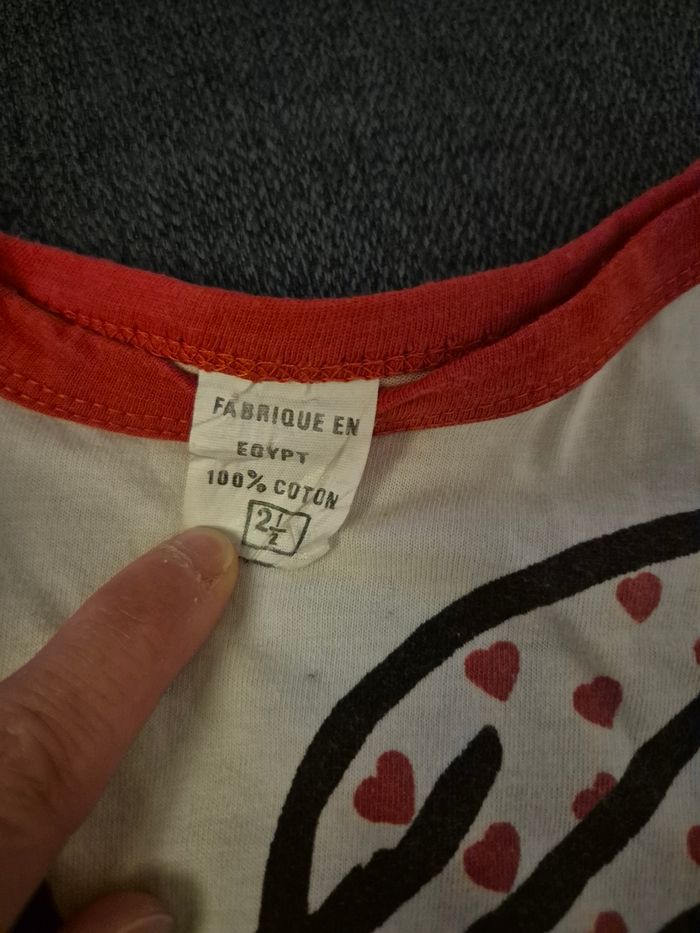 FABRIQUE EN
EGYPT
100% COTON
2 1/2